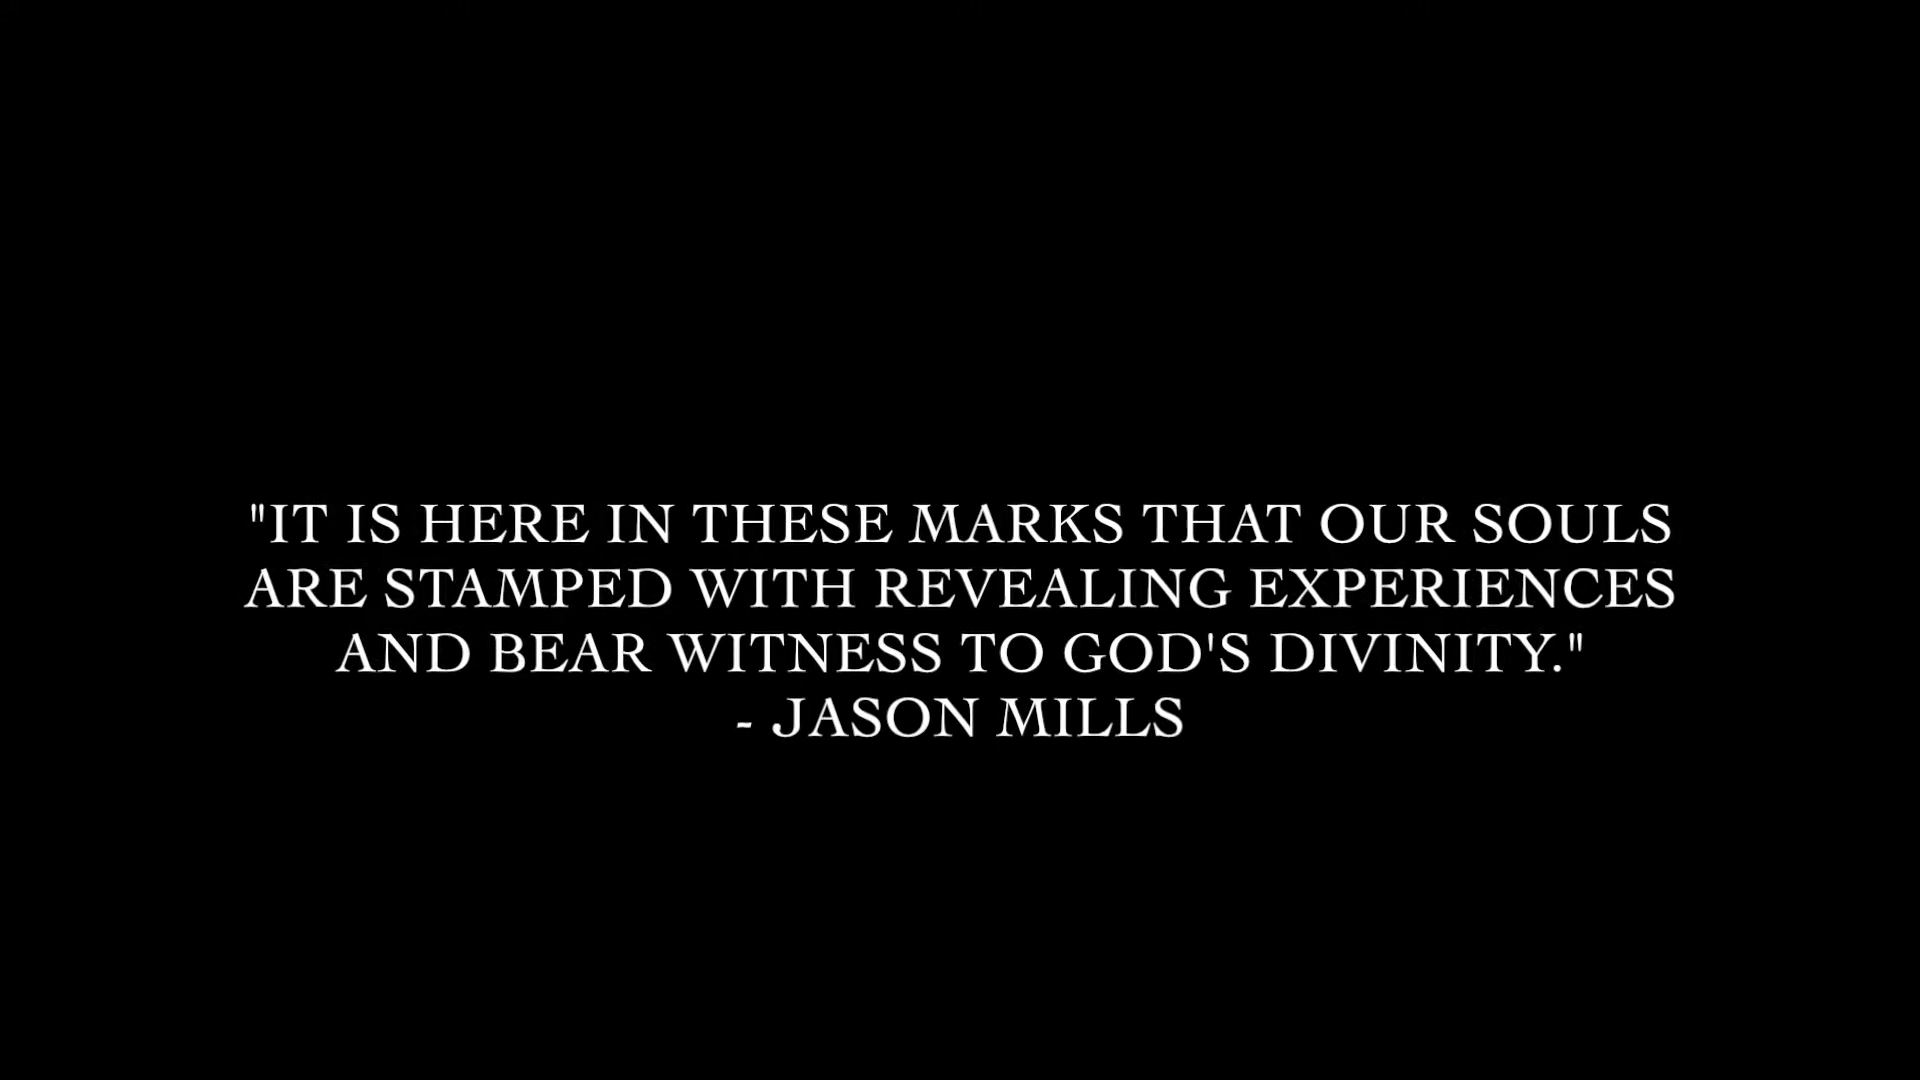 "IT IS HERE IN THESE MARKS THAT OUR SOULS
ARE STAMPED WITH REVEALING EXPERIENCES
AND BEAR WITNESS TO GOD'S DIVINITY."
- JASON MILLS